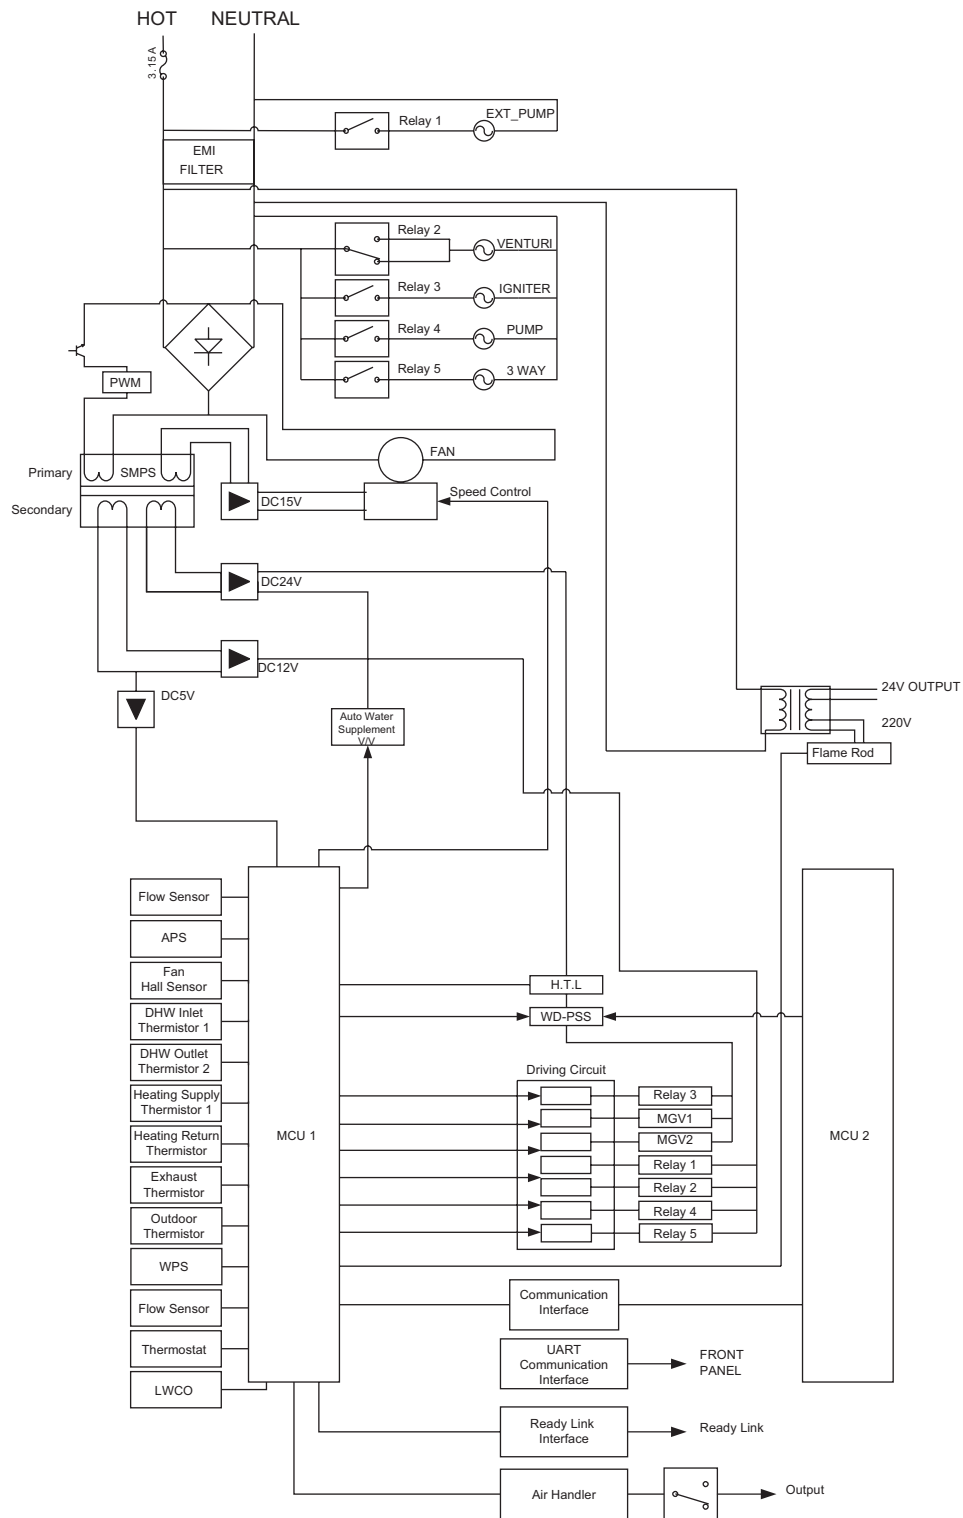 HOT
NEUTRAL
3.15A
EXT_PUMP
Relay 1
EMI
FILTER
Relay 2
VENTURI
Relay 3
IGNITER
Relay 4
PUMP
Relay 5
3 WAY
PWM
FAN
Primary
SMPS
Speed Control
Secondary
DC15V
DC24V
DC12V
DC5V
24V OUTPUT
220V
Flame Rod
Auto Water
Supplement
V/V
Flow Sensor
APS
Fan
Hall Sensor
DHW Inlet
Thermistor 1
DHW Outlet
Thermistor 2
Heating Supply
Thermistor 1
Heating Return
Thermistor
Exhaust
Thermistor
Outdoor
Thermistor
WPS
Flow Sensor
Thermostat
LWCO
MCU 1
H.T.L
WD-PSS
Driving Circuit
Relay 3
MGV1
MGV2
Relay 1
Relay 2
Relay 4
Relay 5
MCU 2
Communication
Interface
UART
Communication
Interface
FRONT
PANEL
Ready Link
Interface
Ready Link
Air Handler
Output